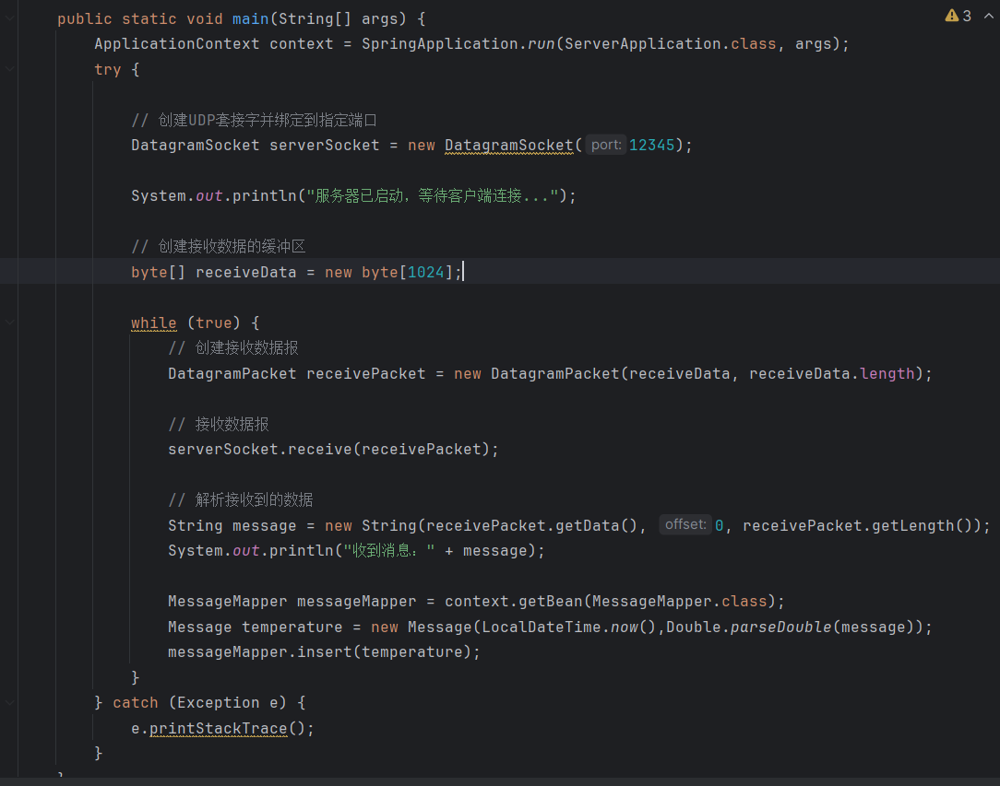 public static void main(String[] args) {
3
ApplicationContext context = SpringApplication.run(ServerApplication.class, args);
try {
// 创建UDP套接字并绑定到指定端口
DatagramSocket serverSocket = new DatagramSocket( port: 12345);
System.out.println("服务器已启动，等待客户端连接...");
// 创建接收数据的缓冲区
byte[] receiveData = new byte[1024];
while (true) {
// 创建接收数据报
DatagramPacket receivePacket = new DatagramPacket(receiveData, receiveData.length);
// 接收数据报
serverSocket.receive(receivePacket);
// 解析接收到的数据
String message = new String(receivePacket.getData(), offset: 0, receivePacket.getLength());
System.out.println("收到消息：" + message);
MessageMapper messageMapper = context.getBean(MessageMapper.class);
Message temperature = new Message(LocalDateTime.now(),Double.parseDouble(message));
messageMapper.insert(temperature);
}
} catch (Exception e) {
e.printStackTrace();
}
}